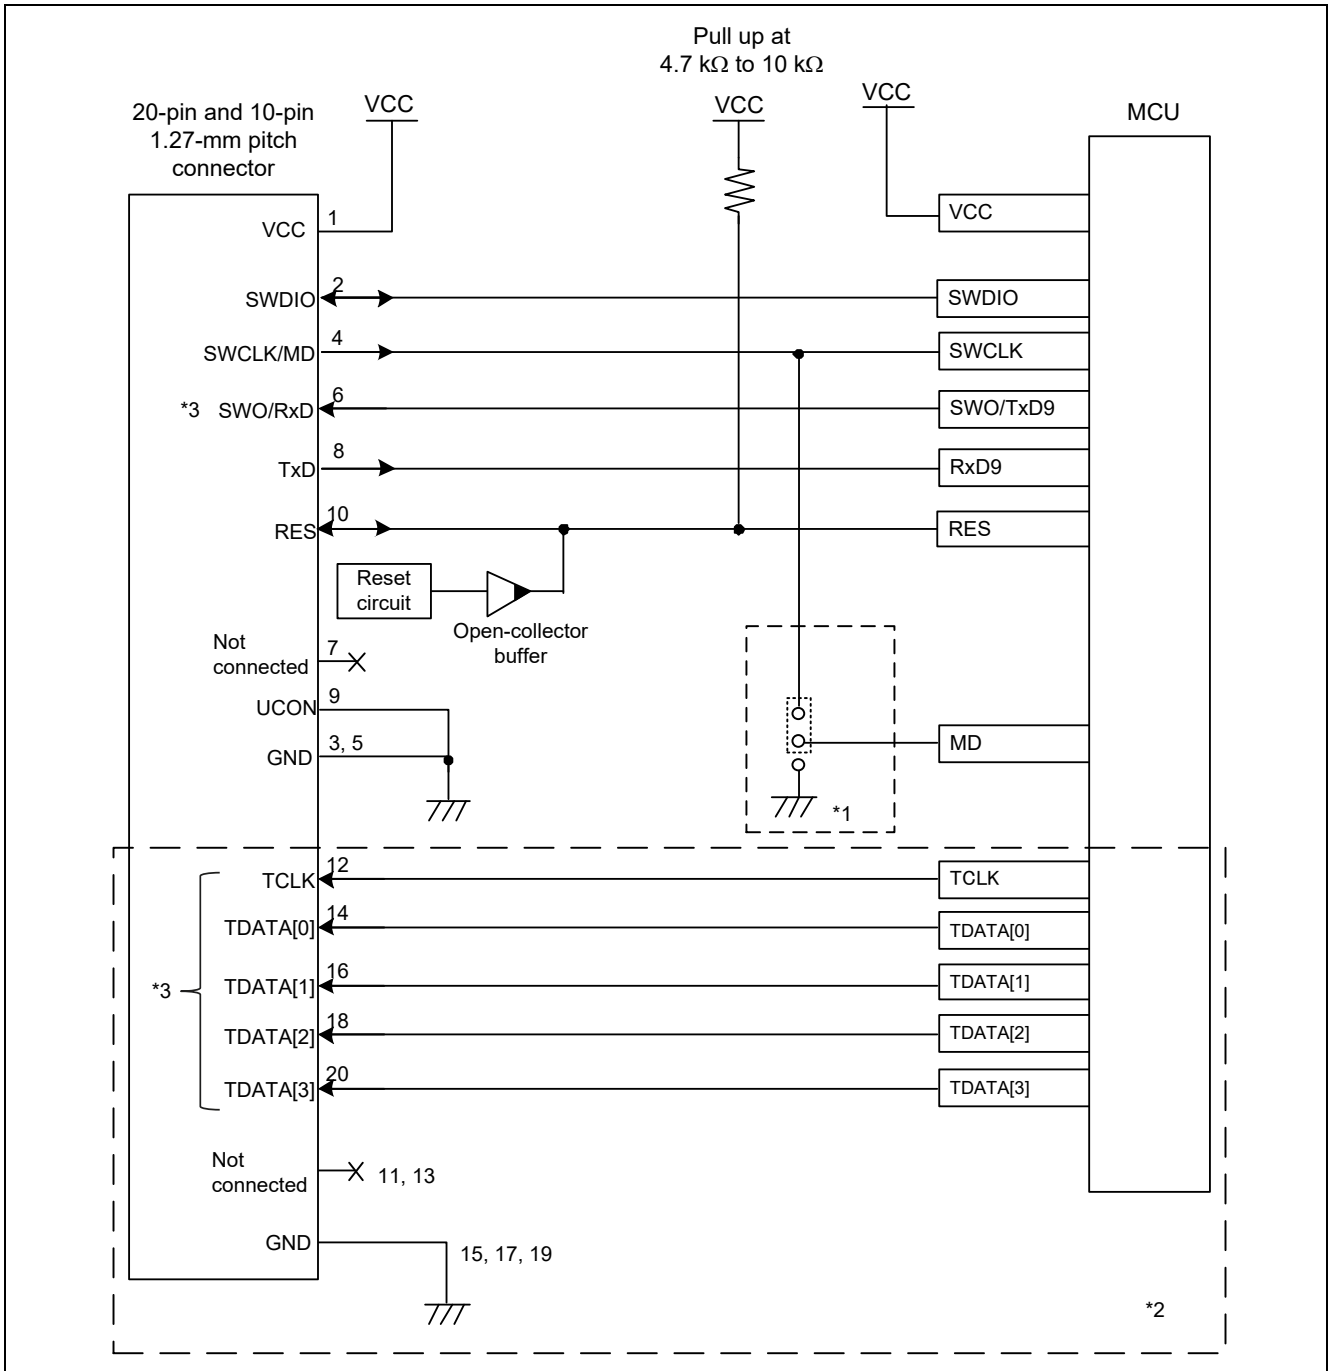 Pull up at
4.7 kΩ to 10 kΩ
20-pin and 10-pin
1.27-mm pitch
connector
VCC
VCC
VCC
MCU
VCC
1
VCC
SWDIO
2
SWDIO
SWCLK/MD
4
SWCLK
*3 SWO/RxD
6
SWO/TxD9
TxD
8
RxD9
RES
10
RES
Reset
circuit
Open-collector
buffer
Not
connected
7
UCON
9
GND
3, 5
MD
*1
TCLK
12
TCLK
TDATA[0]
14
TDATA[0]
*3
TDATA[1]
16
TDATA[1]
TDATA[2]
18
TDATA[2]
TDATA[3]
20
TDATA[3]
Not
connected
11, 13
GND
15, 17, 19
*2